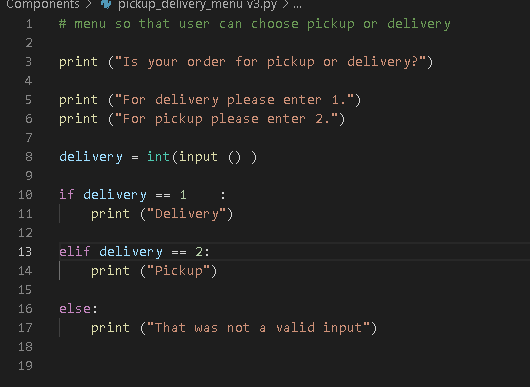 Components > pickup_delivery_menu v3.py > ...
1 # menu so that user can choose pickup or delivery
2
3 print ("Is your order for pickup or delivery?")
4
5 print ("For delivery please enter 1.")
6 print ("For pickup please enter 2.")
7
8 delivery = int(input () )
9
10 if delivery == 1    :
11     print ("Delivery")
12
13 elif delivery == 2:
14     print ("Pickup")
15
16 else:
17     print ("That was not a valid input")
18
19